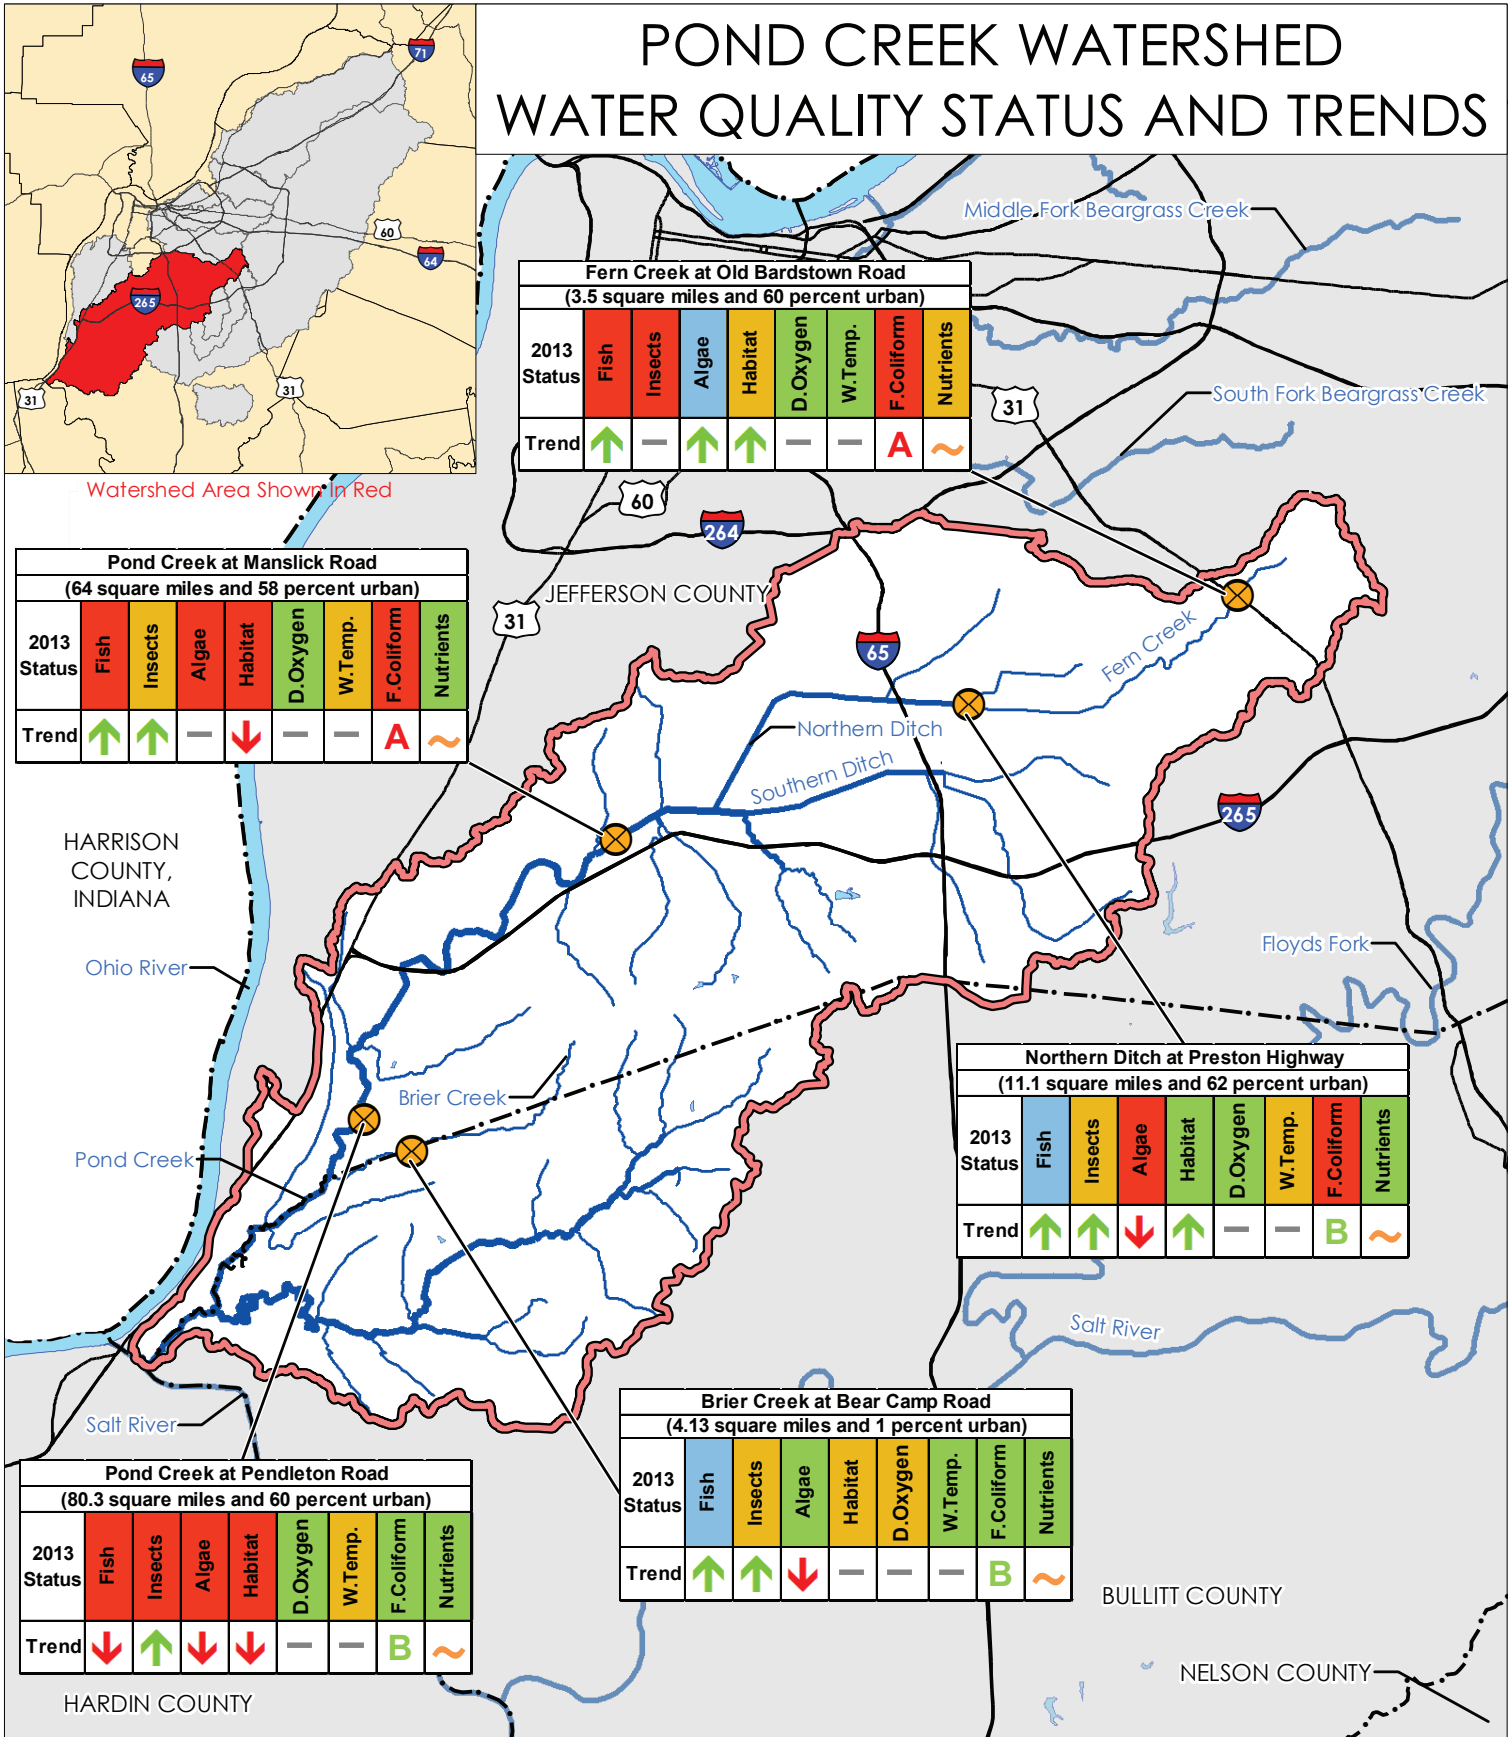 POND CREEK WATERSHED
WATER QUALITY STATUS AND TRENDS
71
65
60
64
265
31
31
Watershed Area Shown In Red
Middle Fork Beargrass Creek
South Fork Beargrass Creek
31
60
264
JEFFERSON COUNTY
31
65
Fern Creek
Northern Ditch
Southern Ditch
265
HARRISON
COUNTY,
INDIANA
Ohio River
Floyds Fork
Brier Creek
Pond Creek
Salt River
Salt River
BULLITT COUNTY
NELSON COUNTY
HARDIN COUNTY
Fern Creek at Old Bardstown Road
(3.5 square miles and 60 percent urban)
2013
Status
Fish
Insects
Algae
Habitat
D.Oxygen
W.Temp.
F.Coliform
Nutrients
Trend
A
~
Pond Creek at Manslick Road
(64 square miles and 58 percent urban)
2013
Status
Fish
Insects
Algae
Habitat
D.Oxygen
W.Temp.
F.Coliform
Nutrients
Trend
A
~
Northern Ditch at Preston Highway
(11.1 square miles and 62 percent urban)
2013
Status
Fish
Insects
Algae
Habitat
D.Oxygen
W.Temp.
F.Coliform
Nutrients
Trend
B
~
Brier Creek at Bear Camp Road
(4.13 square miles and 1 percent urban)
2013
Status
Fish
Insects
Algae
Habitat
D.Oxygen
W.Temp.
F.Coliform
Nutrients
Trend
B
~
Pond Creek at Pendleton Road
(80.3 square miles and 60 percent urban)
2013
Status
Fish
Insects
Algae
Habitat
D.Oxygen
W.Temp.
F.Coliform
Nutrients
Trend
B
~